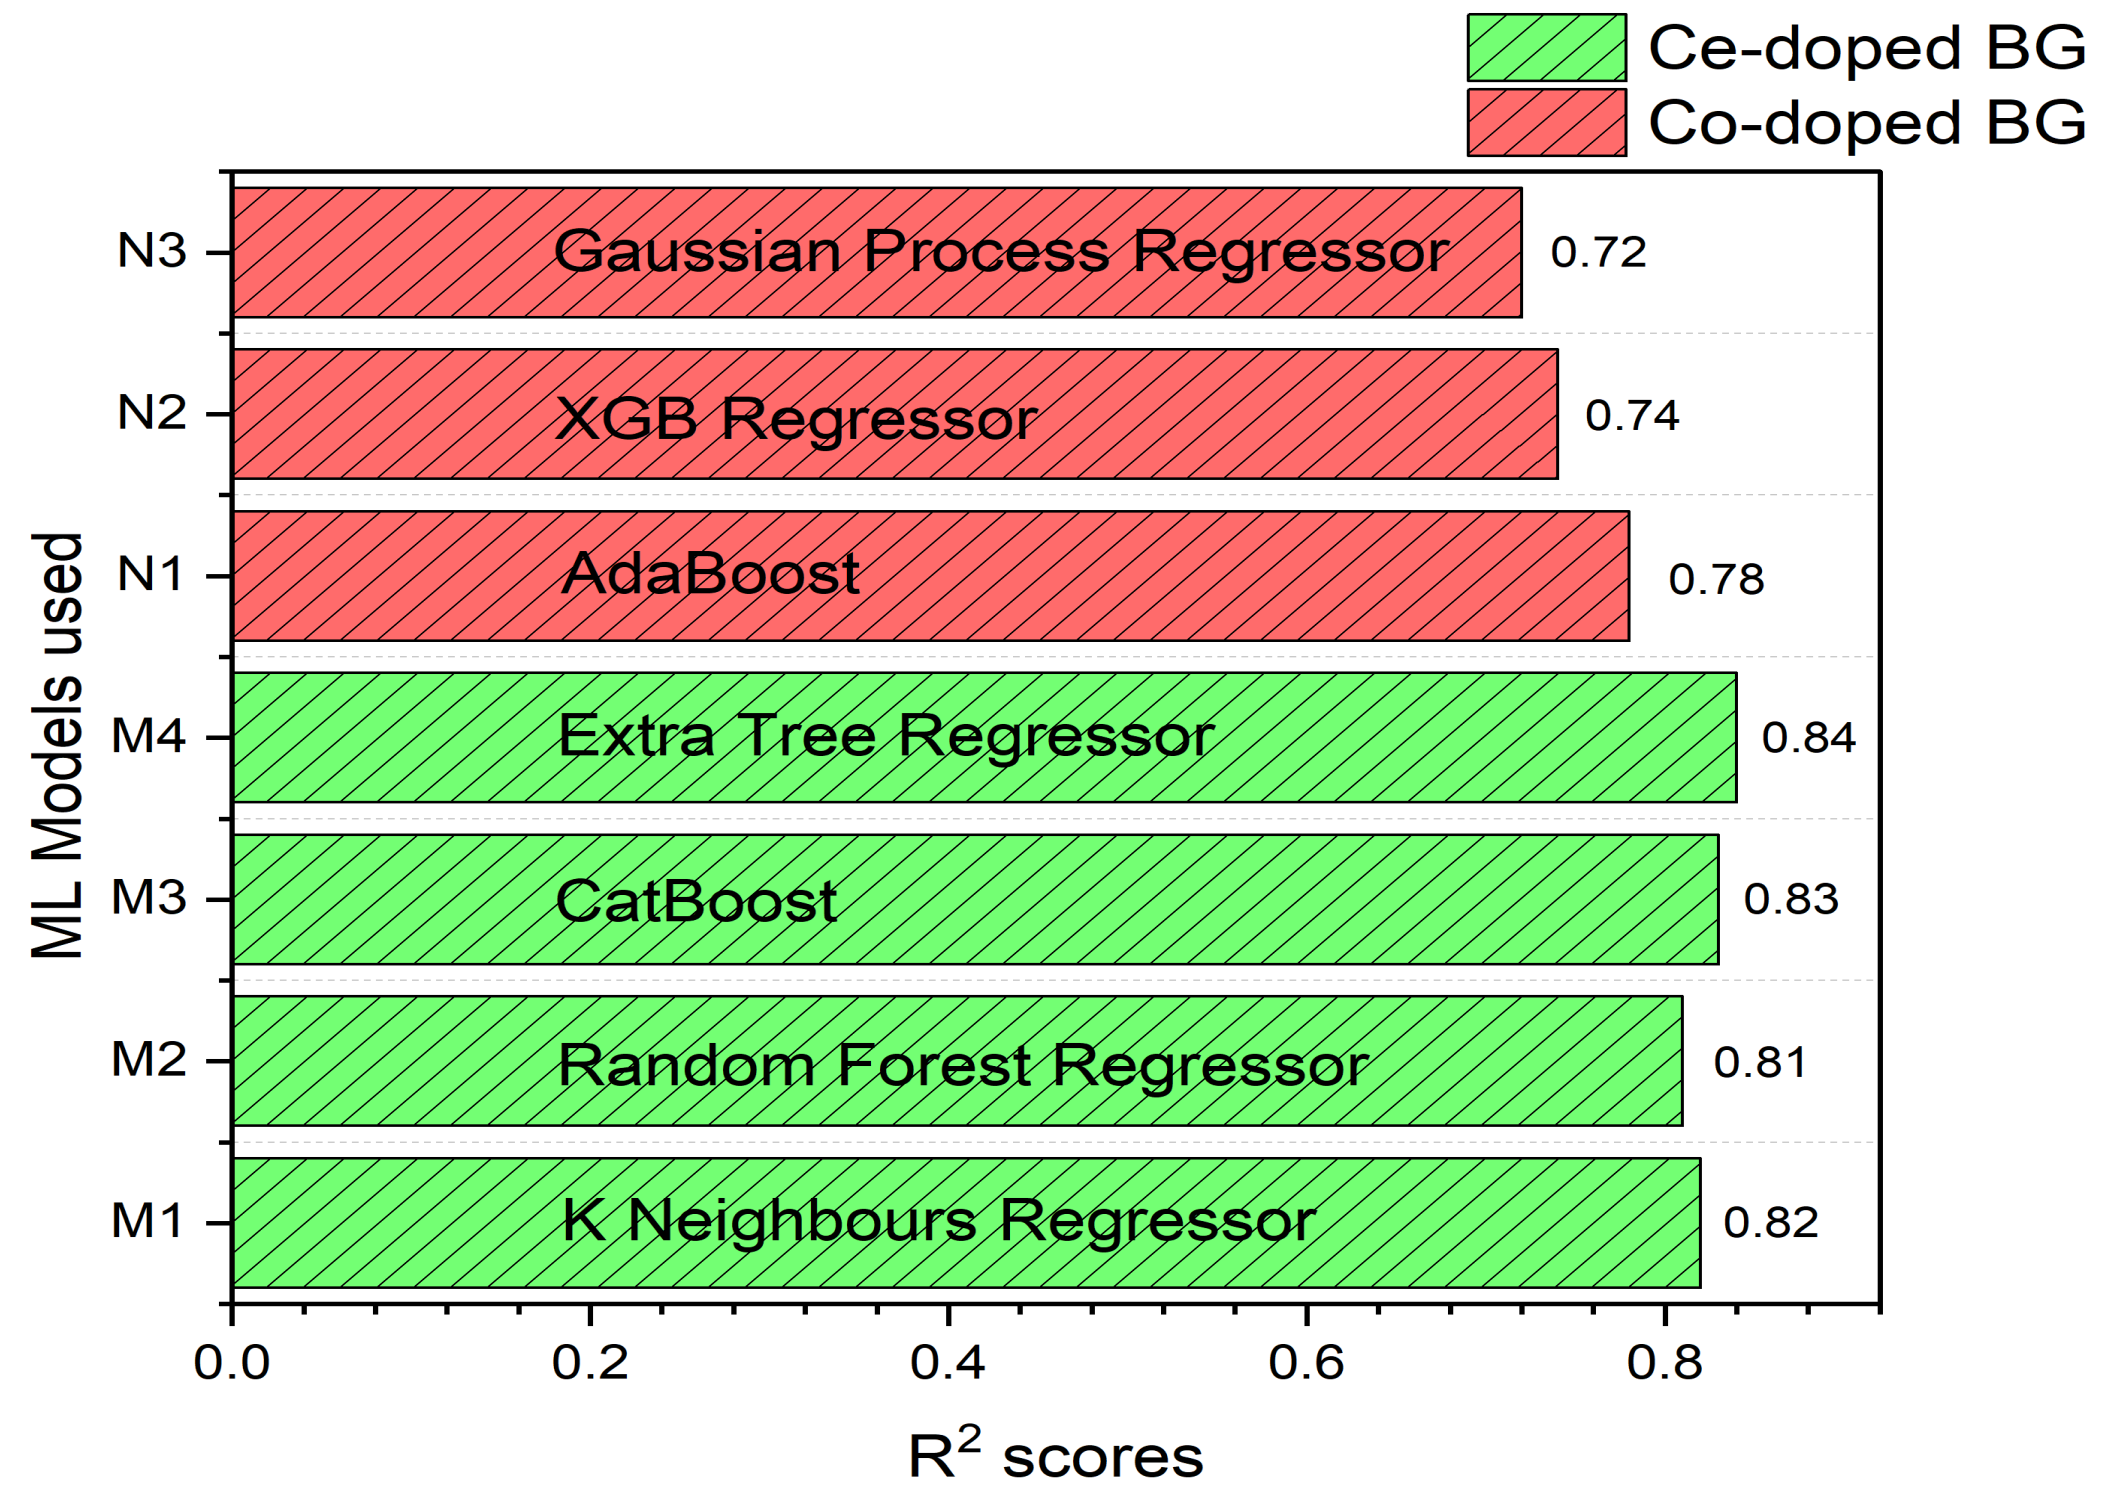 Ce-doped BG
Co-doped BG
ML Models used
N3
Gaussian Process Regressor
0.72
N2
XGB Regressor
0.74
N1
AdaBoost
0.78
M4
Extra Tree Regressor
0.84
M3
CatBoost
0.83
M2
Random Forest Regressor
0.81
M1
K Neighbours Regressor
0.82
0.0 0.2 0.4 0.6 0.8
R² scores